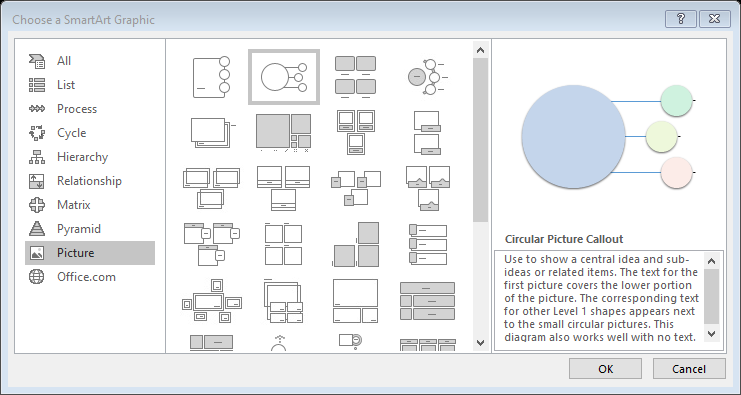 Choose a SmartArt Graphic
All
List
Process
Cycle
Hierarchy
Relationship
Matrix
Pyramid
Picture
Office.com
Circular Picture Callout
Use to show a central idea and sub-
ideas or related items. The text for the
first picture covers the lower portion
of the picture. The corresponding text
for other Level 1 shapes appears next
to the small circular pictures. This
diagram also works well with no text.
OK
Cancel